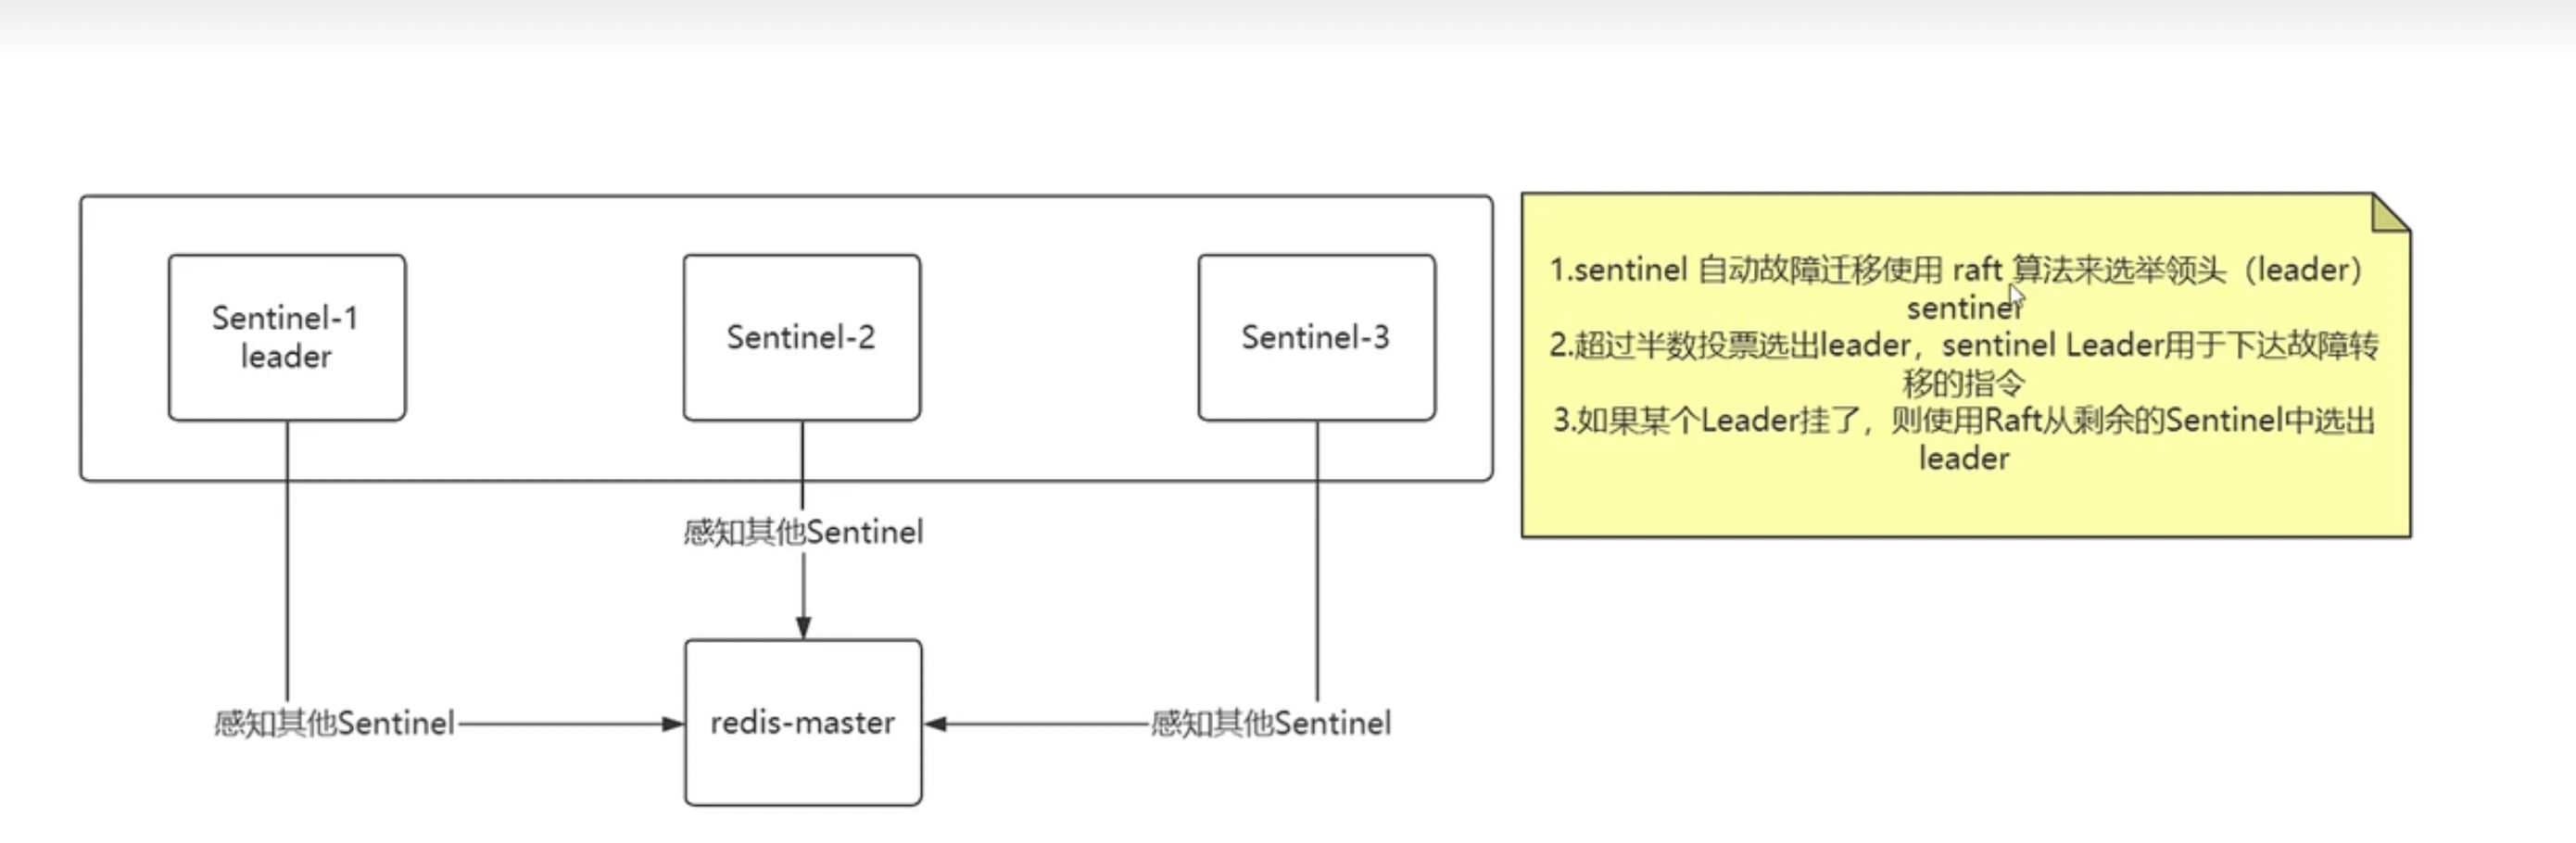 Sentinel-1
leader
Sentinel-2
Sentinel-3
1.sentinel 自动故障迁移使用 raft 算法来选举领头（leader）
sentinel
2.超过半数投票选出leader，sentinel Leader用于下达故障转
移的指令
3.如果某个Leader挂了，则使用Raft从剩余的Sentinel中选出
leader
感知其他Sentinel
感知其他Sentinel
redis-master
感知其他Sentinel